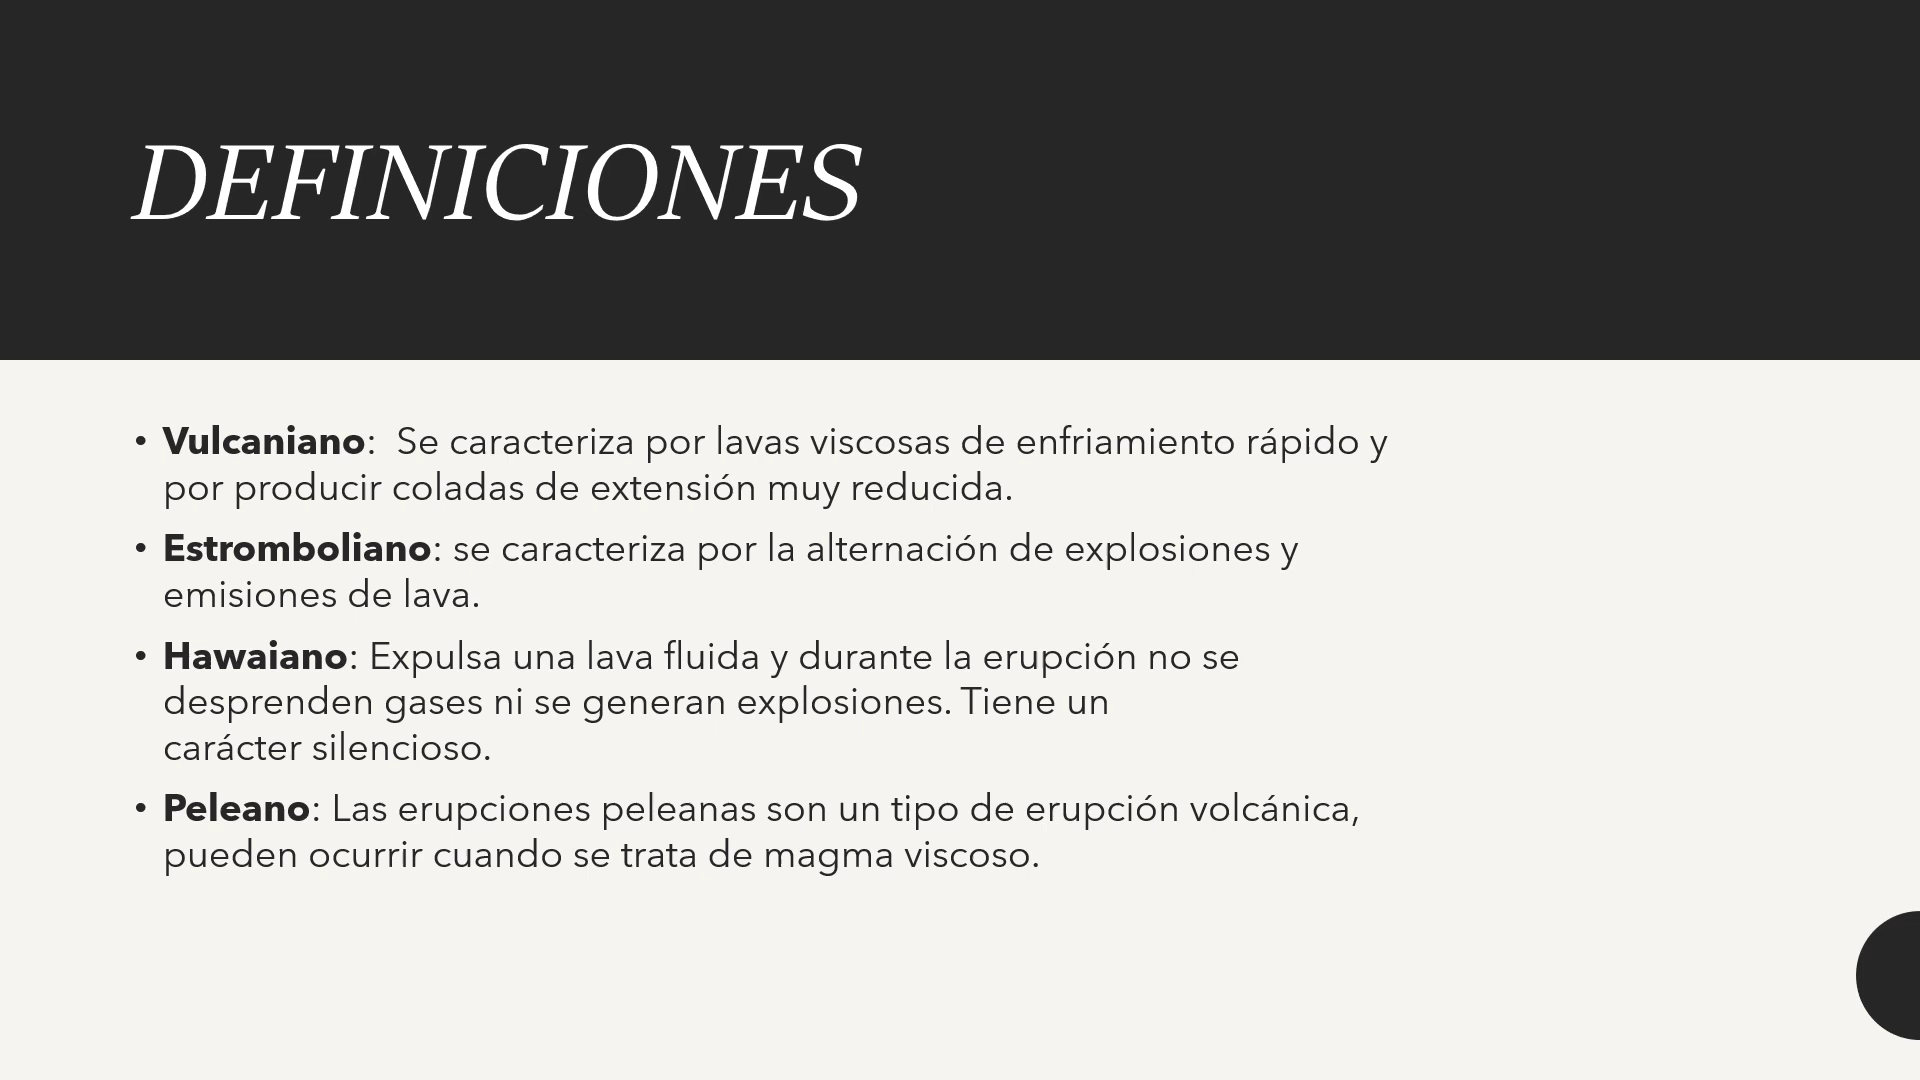 DEFINICIONES
• Vulcaniano:  Se caracteriza por lavas viscosas de enfriamiento rápido y
por producir coladas de extensión muy reducida.
• Estromboliano: se caracteriza por la alternación de explosiones y
emisiones de lava.
• Hawaiano: Expulsa una lava fluida y durante la erupción no se
desprenden gases ni se generan explosiones. Tiene un
carácter silencioso.
• Peleano: Las erupciones peleanas son un tipo de erupción volcánica,
pueden ocurrir cuando se trata de magma viscoso.